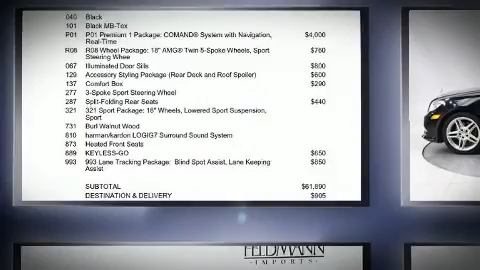 040 Black
101 Black MB-Tex
P01 P01 Premium 1 Package: COMAND® System with Navigation, $4,000
Real-Time
R08 R08 Wheel Package: 18" AMG® Twin 5-Spoke Wheels, Sport $760
Steering Whee
067 Illuminated Door Sills $800
129 Accessory Styling Package (Rear Deck and Roof Spoiler) $600
137 Comfort Box $290
277 3-Spoke Sport Steering Wheel
287 Split-Folding Rear Seats $440
321 321 Sport Package: 18" Wheels, Lowered Sport Suspension,
Sport
731 Burl Walnut Wood
810 harman/kardon LOGIC7 Surround Sound System
873 Heated Front Seats
889 KEYLESS-GO $650
993 993 Lane Tracking Package: Blind Spot Assist, Lane Keeping $850
Assist
SUBTOTAL $61,890
DESTINATION & DELIVERY $905
FELDMANN
·IMPORTS·